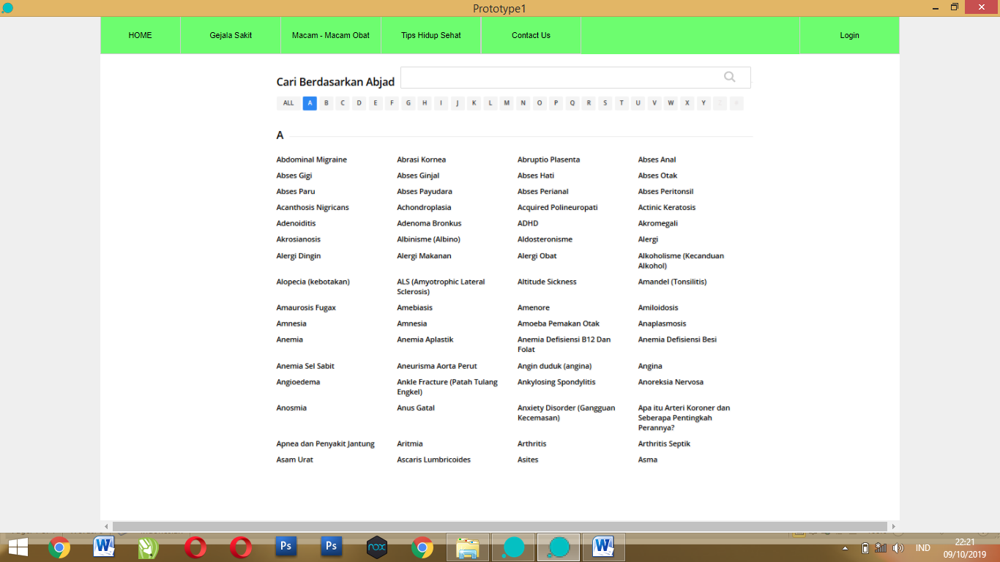 Prototype1
HOME Gejala Sakit Macam - Macam Obat Tips Hidup Sehat Contact Us Login
Cari Berdasarkan Abjad
ALL A B C D E F G H I J K L M N O P Q R S T U V W X Y Z
A
Abdominal Migraine Abrasi Kornea Abruptio Plasenta Abses Anal
Abses Gigi Abses Ginjal Abses Hati Abses Otak
Abses Paru Abses Payudara Abses Perianal Abses Peritonsil
Acanthosis Nigricans Achondroplasia Acquired Polineuropati Actinic Keratosis
Adenoiditis Adenoma Bronkus ADHD Akromegali
Akrosianosis Albinisme (Albino) Aldosteronisme Alergi
Alergi Dingin Alergi Makanan Alergi Obat Alkoholisme (Kecanduan
Alkohol)
Alopecia (kebotakan) ALS (Amyotrophic Lateral Altitude Sickness Amandel (Tonsilitis)
Sclerosis)
Amaurosis Fugax Amebiasis Amenore Amiloidosis
Amnesia Amnesia Amoeba Pemakan Otak Anaplasmosis
Anemia Anemia Aplastik Anemia Defisiensi B12 Dan Anemia Defisiensi Besi
Folat
Anemia Sel Sabit Aneurisma Aorta Perut Angin duduk (angina) Angina
Angioedema Ankle Fracture (Patah Tulang Ankylosing Spondylitis Anoreksia Nervosa
Engkel)
Anosmia Anus Gatal Anxiety Disorder (Gangguan Apa itu Arteri Koroner dan
Kecemasan) Seberapa Pentingkah
Perannya?
Apnea dan Penyakit Jantung Aritmia Arthritis Arthritis Septik
Asam Urat Ascaris Lumbricoides Asites Asma
Ps Ps nox
IND 22:21
09/10/2019